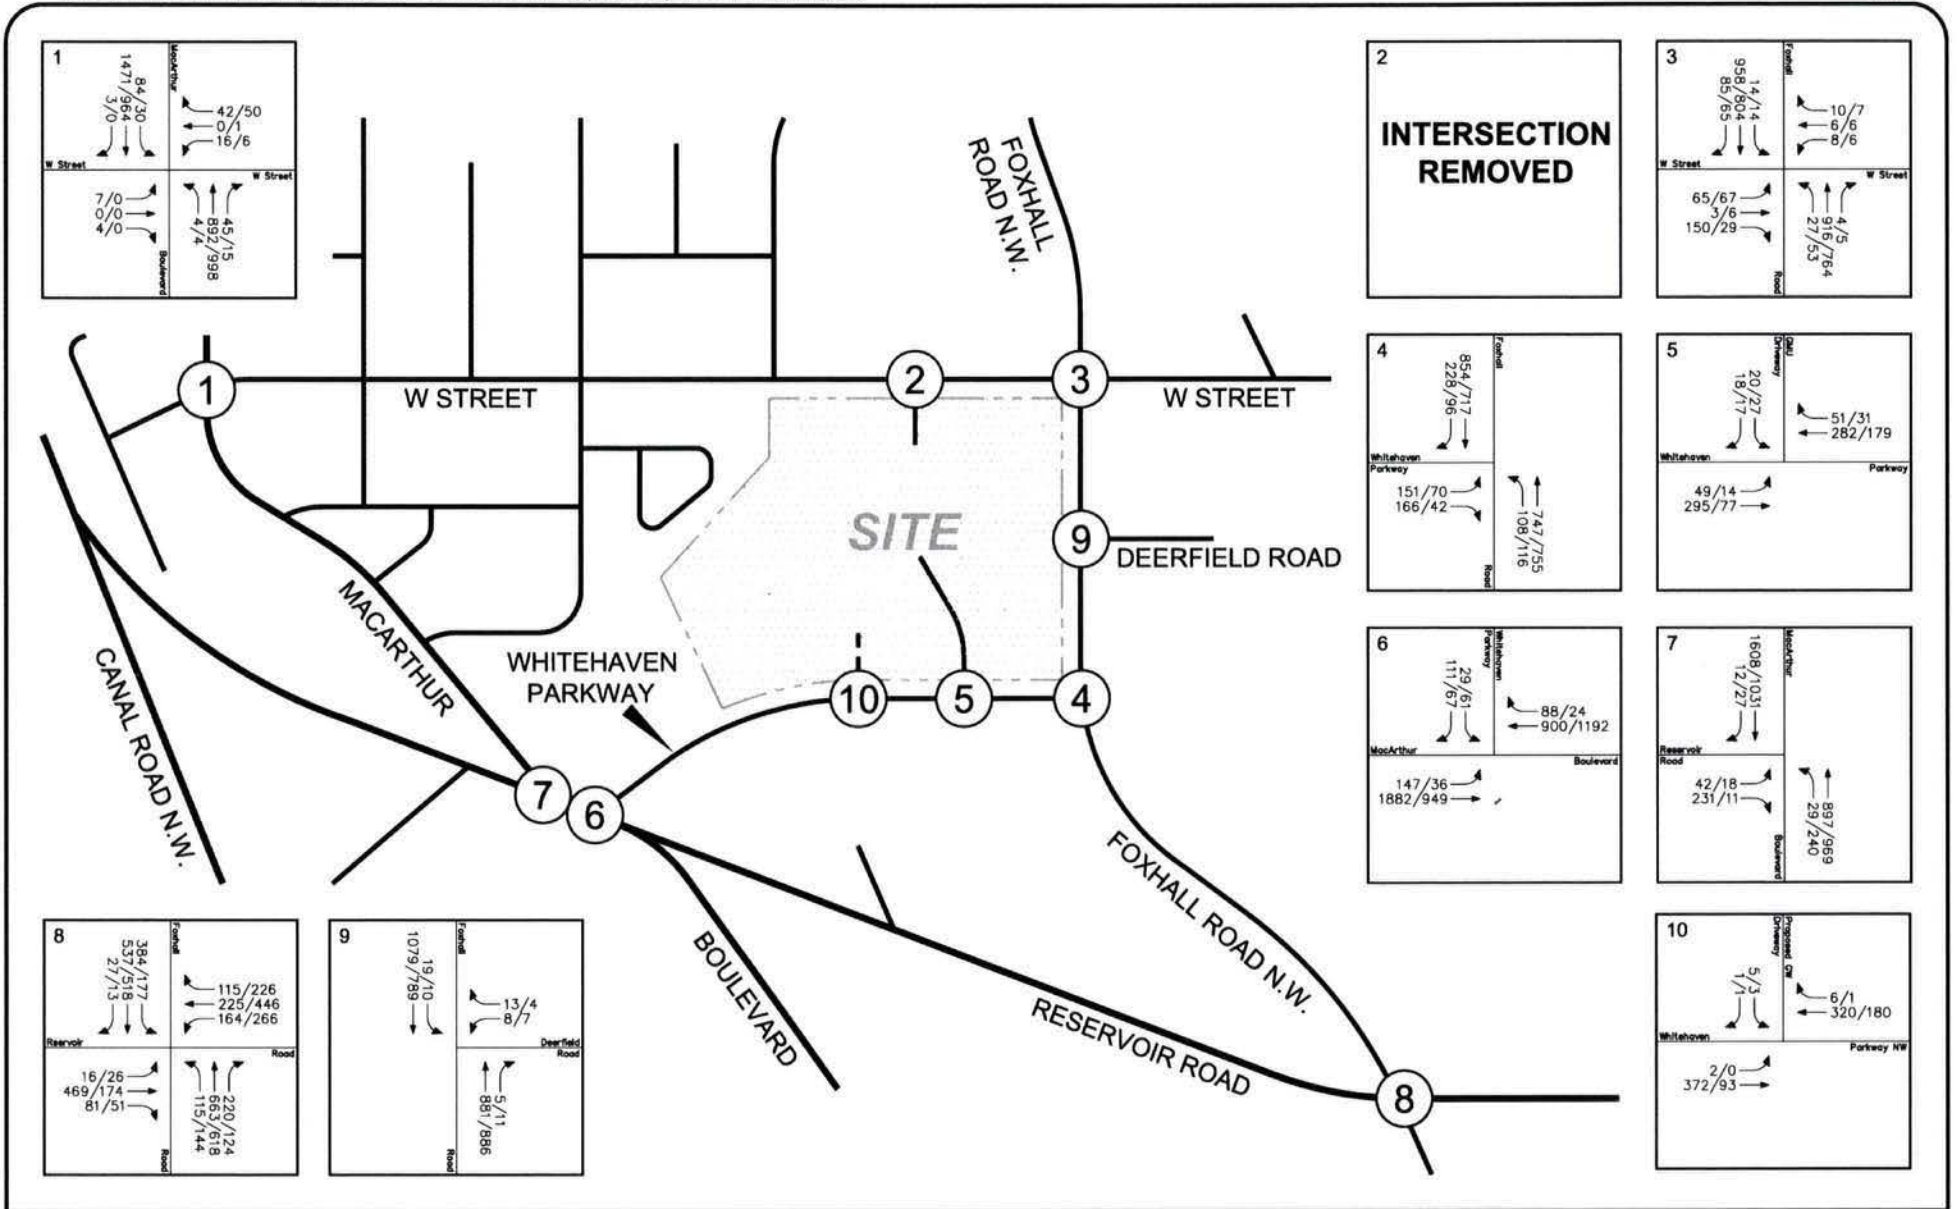 1
MacArthur
84/30
1471/964
3/0
42/50
0/1
16/6
W Street
W Street
7/0
0/0
4/0
45/15
892/998
4/4
Boulevard
2
INTERSECTION
REMOVED
3
Foxhall
14/14
958/804
85/65
10/7
6/6
8/6
W Street
W Street
65/67
3/6
150/29
4/5
916/764
27/53
Road
4
Foxhall
854/717
228/96
Whitehaven
Parkway
151/70
166/42
747/755
108/116
Road
5
GWU
Driveway
20/27
18/17
51/31
282/179
Whitehaven
Parkway
49/14
295/77
6
Whitehaven
Parkway
29/61
111/67
88/24
900/1192
MacArthur
Boulevard
147/36
1882/949
7
MacArthur
1608/1031
12/27
Reservoir
Road
42/18
231/11
897/969
29/240
Boulevard
8
Foxhall
384/177
537/518
27/13
115/226
225/446
164/266
Resrvoir
Road
16/26
469/174
81/51
220/124
663/618
115/144
Road
9
Foxhall
19/10
1079/789
13/4
8/7
Deerfield
Road
5/11
881/886
Road
10
Proposed GW
Driveway
5/3
1/1
6/1
320/180
Whitehaven
Parkway NW
2/0
372/93
FOXHALL
ROAD N.W.
1
2
3
W STREET
W STREET
SITE
9
DEERFIELD ROAD
MACARTHUR
WHITEHAVEN
PARKWAY
10
5
4
CANAL ROAD N.W.
7
6
FOXHALL ROAD N.W.
BOULEVARD
RESERVOIR ROAD
8